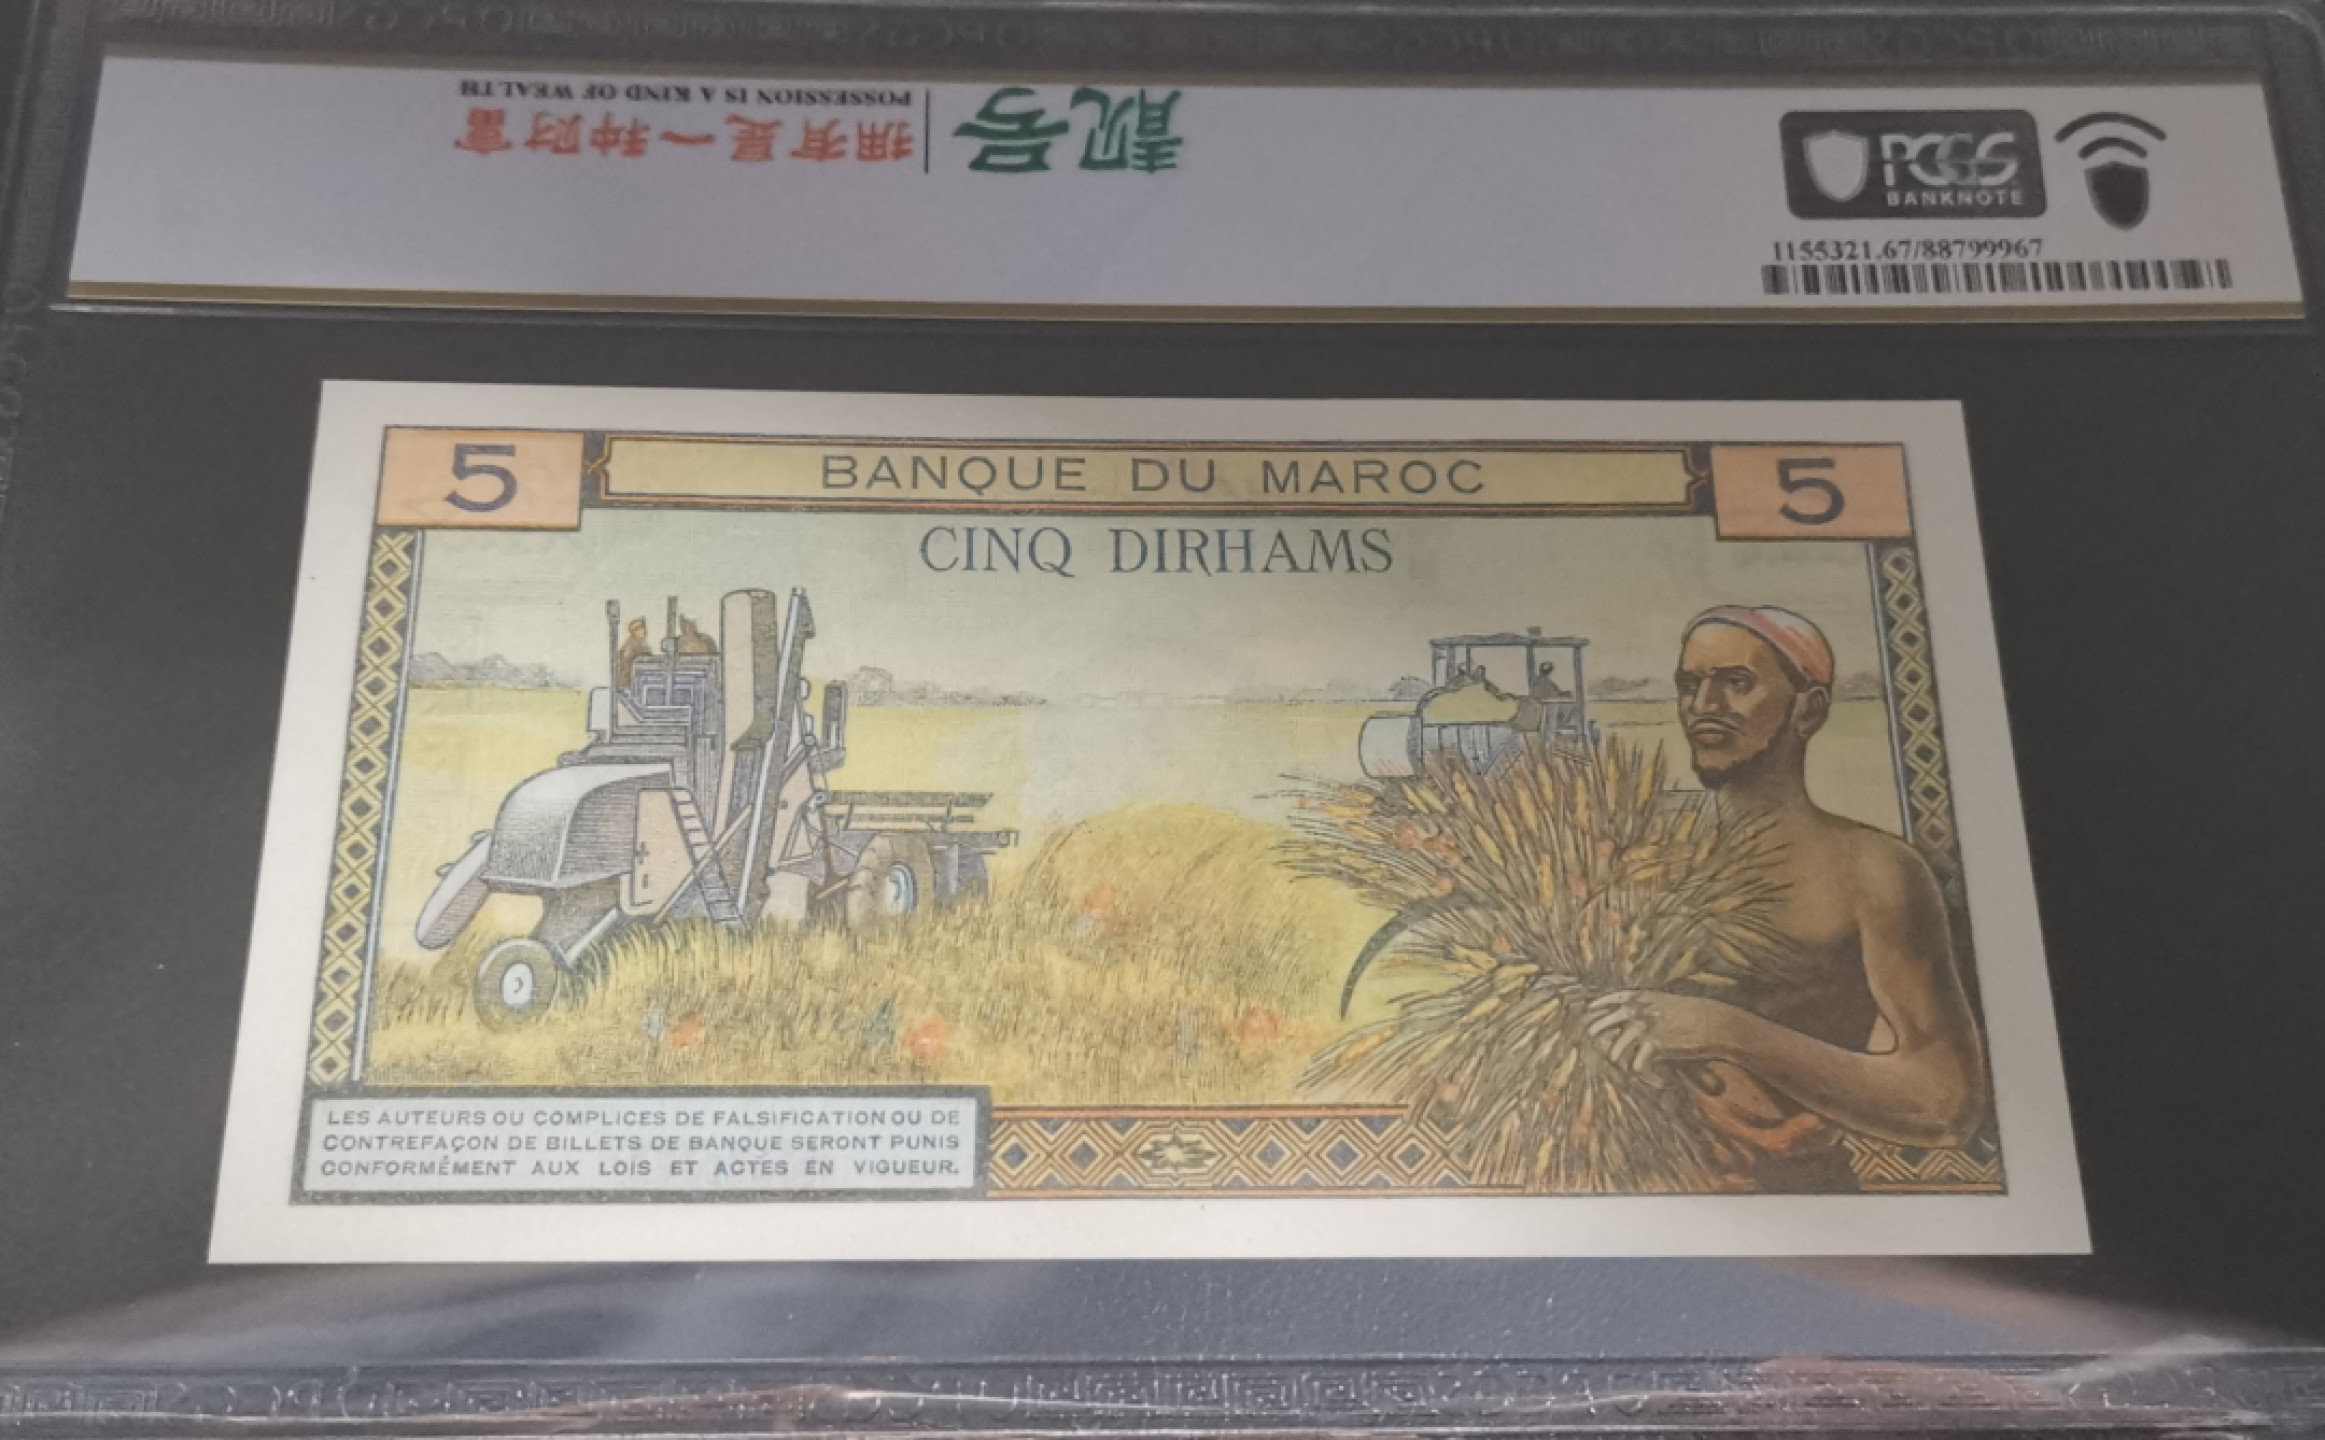 POSSESSION IS A KIND OF WEALTH
拥有是一种财富
靓号
PCGS
BANKNOTE
1155321.67/88799967
5
BANQUE DU MAROC
5
CINQ DIRHAMS
LES AUTEURS OU COMPLICES DE FALSIFICATION OU DE
CONTREFAÇON DE BILLETS DE BANQUE SERONT PUNIS
CONFORMÉMENT AUX LOIS ET ACTES EN VIGUEUR.